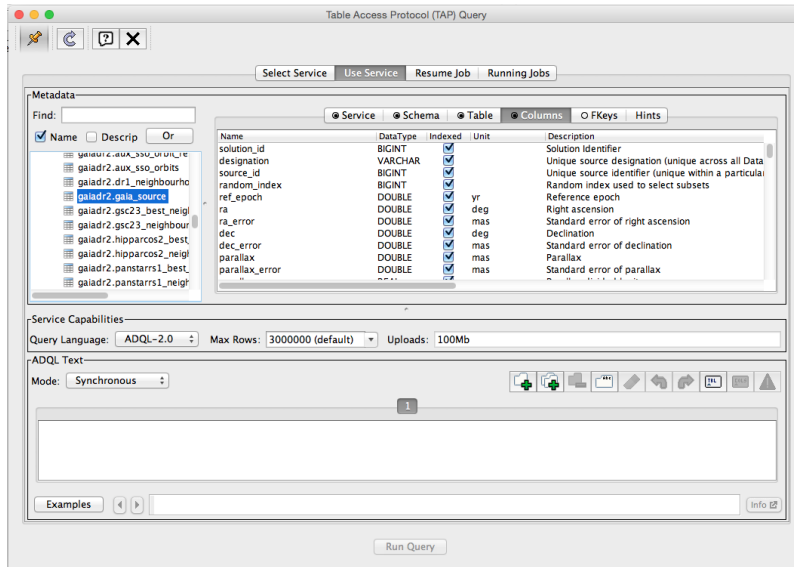 Table Access Protocol (TAP) Query
Select Service Use Service Resume Job Running Jobs
Metadata
Find:
Name Descrip Or
Service Schema Table Columns FKeys Hints
Name DataType Indexed Unit Description
solution_id BIGINT Solution Identifier
designation VARCHAR Unique source designation (unique across all Data
source_id BIGINT Unique source identifier (unique within a particular
random_index BIGINT Random index used to select subsets
ref_epoch DOUBLE yr Reference epoch
ra DOUBLE deg Right ascension
ra_error DOUBLE mas Standard error of right ascension
dec DOUBLE deg Declination
dec_error DOUBLE mas Standard error of declination
parallax DOUBLE mas Parallax
parallax_error DOUBLE mas Standard error of parallax
gaiadr2.aux_sso_orbit_re
gaiadr2.aux_sso_orbits
gaiadr2.dr1_neighbourho
gaiadr2.gaia_source
gaiadr2.gsc23_best_neigl
gaiadr2.gsc23_neighbour
gaiadr2.hipparcos2_best_
gaiadr2.hipparcos2_neigl
gaiadr2.panstarrs1_best_
gaiadr2.panstarrs1_neigh
Service Capabilities
Query Language: ADQL-2.0 Max Rows: 3000000 (default) Uploads: 100Mb
ADQL Text
Mode: Synchronous
1
Examples Info
Run Query